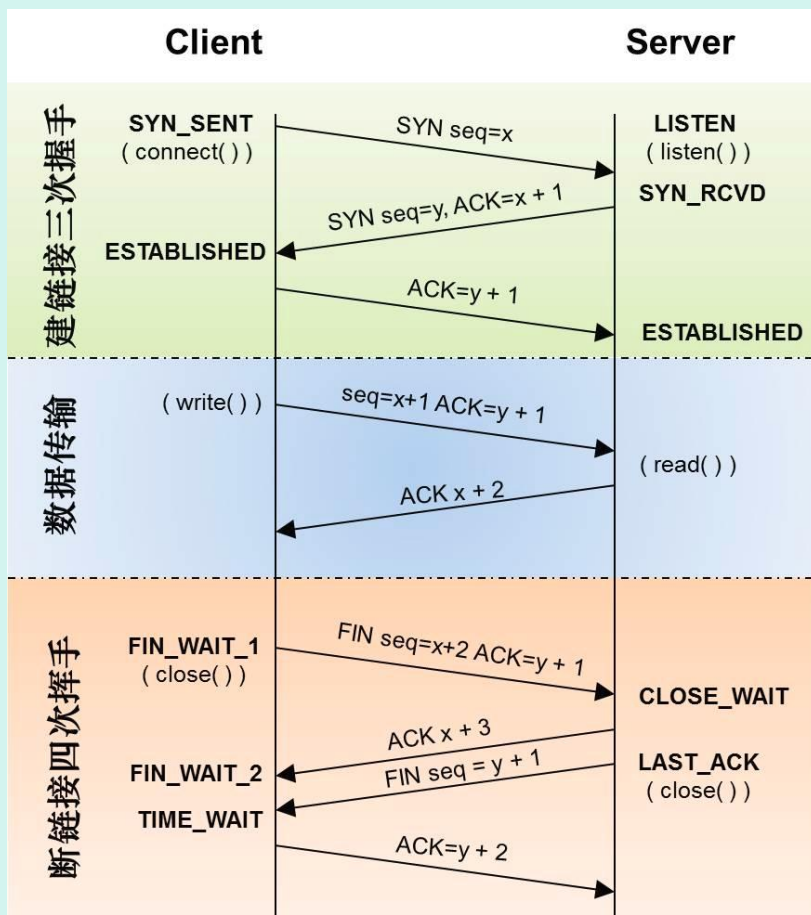 Client
Server
建链接三次握手
SYN_SENT
( connect( ) )
SYN seq=x
LISTEN
( listen( ) )
SYN_RCVD
SYN seq=y, ACK=x + 1
ESTABLISHED
ACK=y + 1
ESTABLISHED
数据传输
( write( ) )
seq=x+1 ACK=y + 1
( read( ) )
ACK x + 2
断链接四次挥手
FIN_WAIT_1
( close( ) )
FIN seq=x+2 ACK=y + 1
CLOSE_WAIT
ACK x + 3
FIN_WAIT_2
FIN seq = y + 1
LAST_ACK
( close( ) )
TIME_WAIT
ACK=y + 2